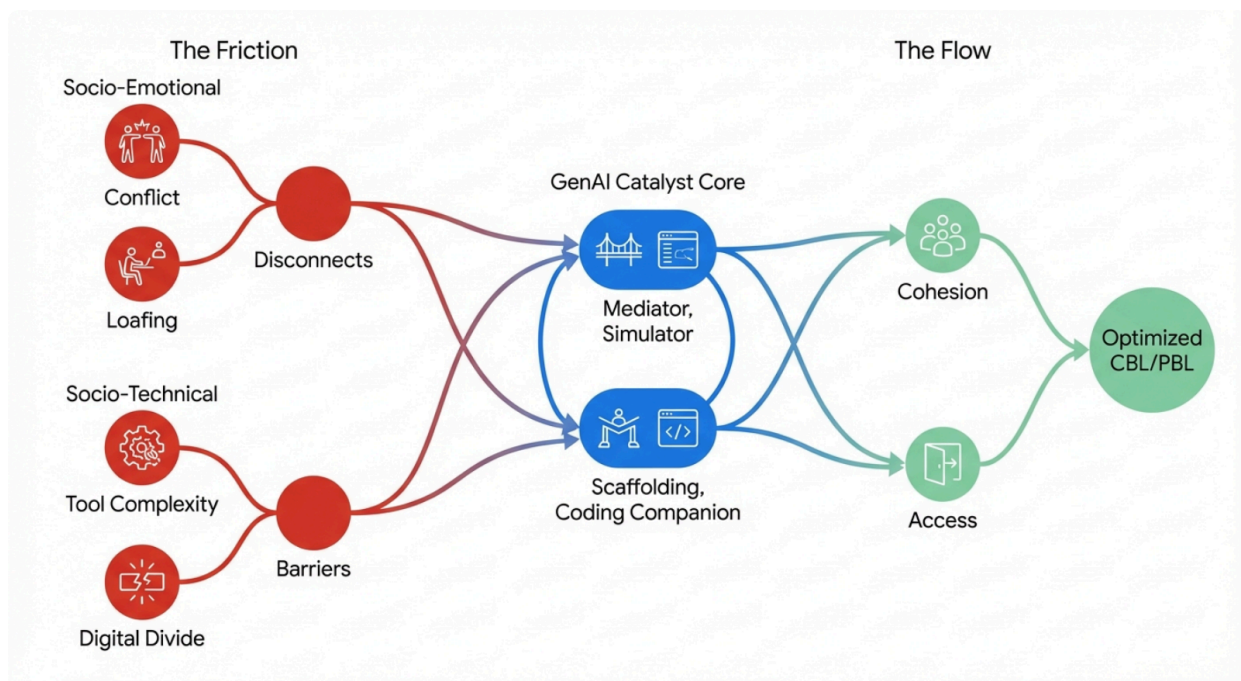 The Friction
The Flow
Socio-Emotional
Conflict
Loafing
Disconnects
Socio-Technical
Tool Complexity
Digital Divide
Barriers
GenAI Catalyst Core
Mediator,
Simulator
</>
Scaffolding,
Coding Companion
Cohesion
Access
Optimized
CBL/PBL